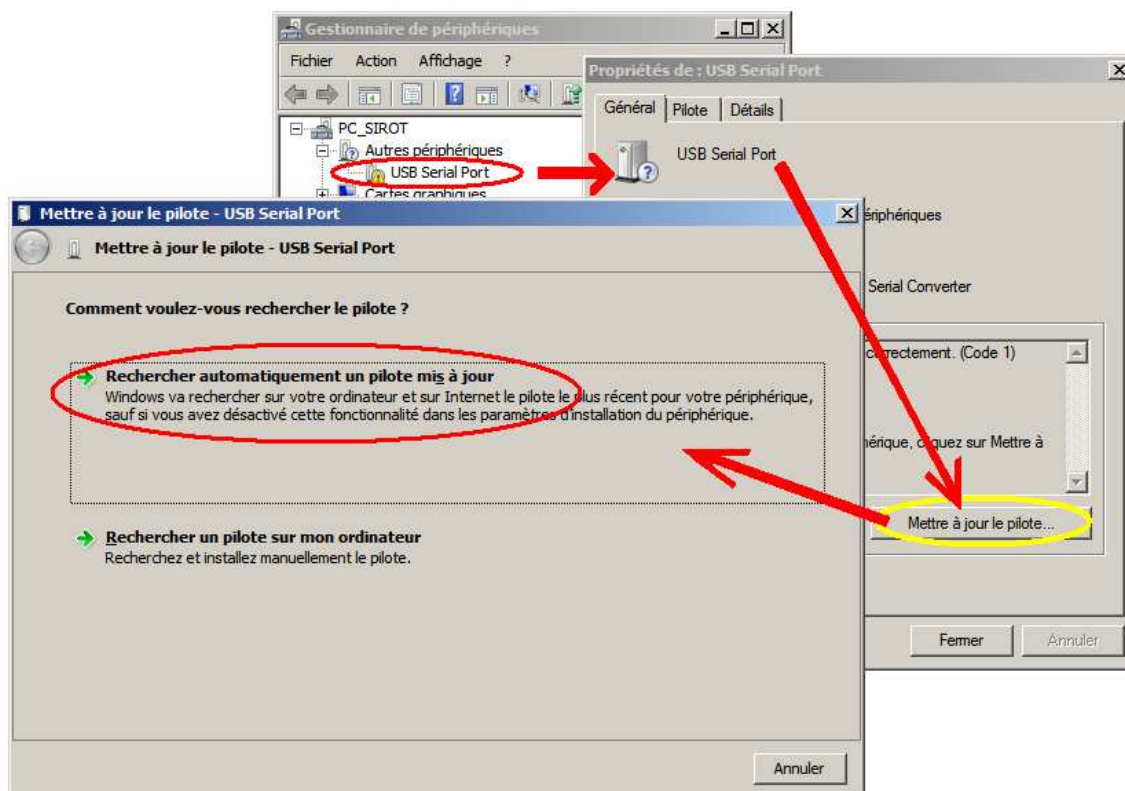 Gestionnaire de périphériques
Fichier Action Affichage ?
PC_SIROT
Autres périphériques
USB Serial Port
Cartes graphiques
Propriétés de : USB Serial Port
Général Pilote Détails
USB Serial Port
ériphériques
Serial Converter
correctement. (Code 1)
hérique, cliquez sur Mettre à
Mettre à jour le pilote...
Fermer Annuler
Mettre à jour le pilote - USB Serial Port
Mettre à jour le pilote - USB Serial Port
Comment voulez-vous rechercher le pilote ?
Rechercher automatiquement un pilote mis à jour
Windows va rechercher sur votre ordinateur et sur Internet le pilote le plus récent pour votre périphérique,
sauf si vous avez désactivé cette fonctionnalité dans les paramètres d'installation du périphérique.
Rechercher un pilote sur mon ordinateur
Recherchez et installez manuellement le pilote.
Annuler